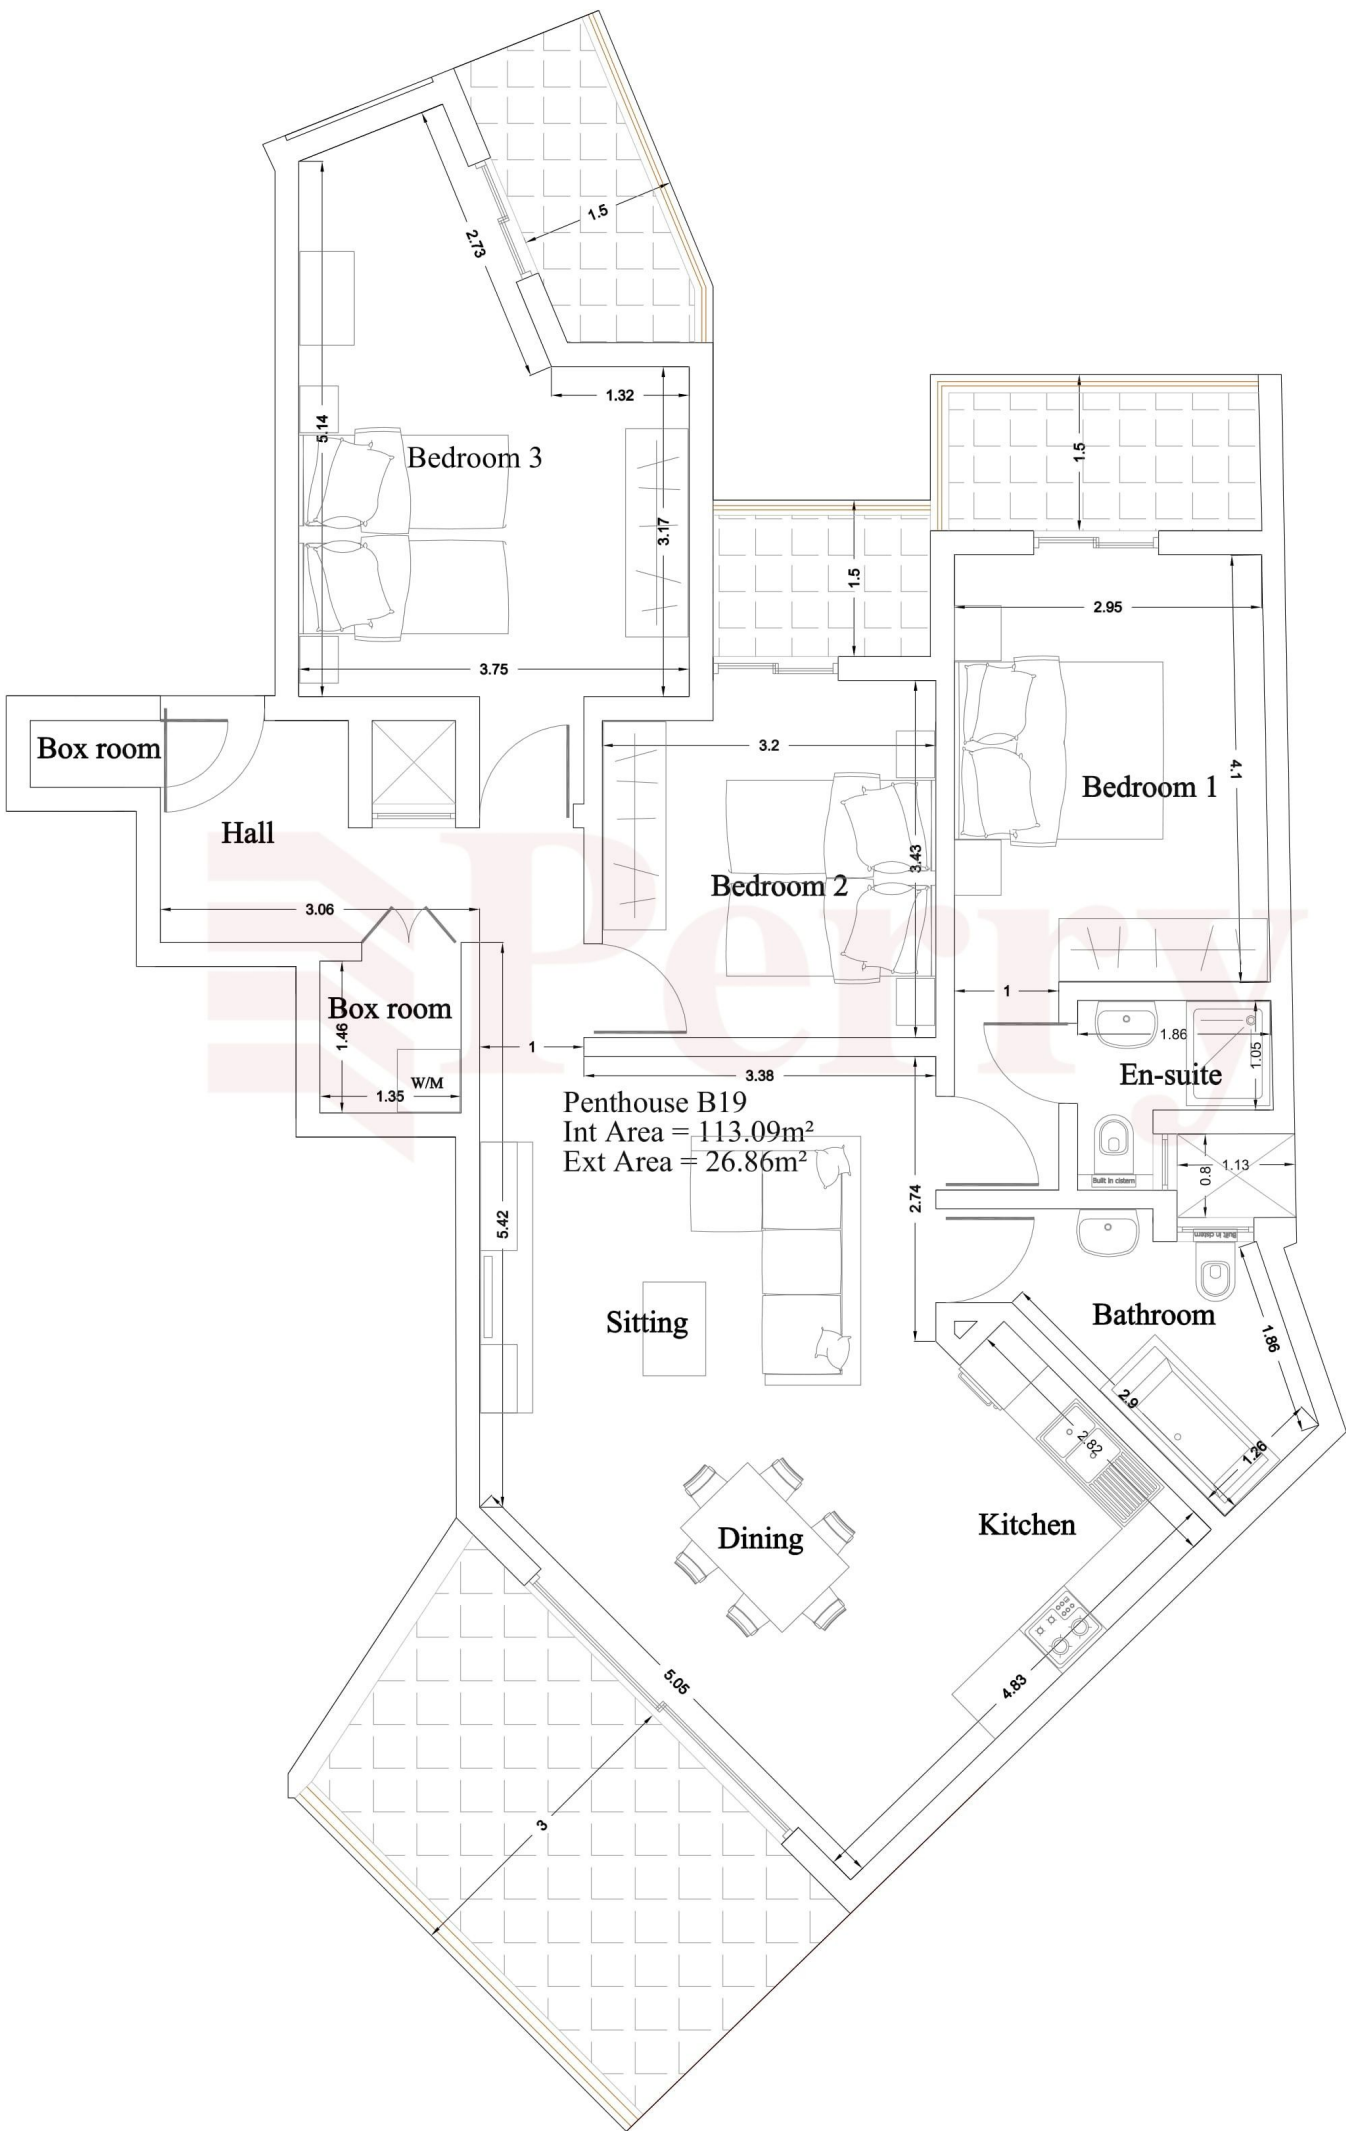 1.5
2.73
1.32
5.14
Bedroom 3
3.17
1.5
1.5
2.95
3.75
Box room
3.2
4.1
Bedroom 1
Hall
3.43
Bedroom 2
Perry
3.06
Box room
1
1.46
1
1.86
1.05
3.38
En-suite
W/M
1.35
Penthouse B19
Int Area = 113.09m²
Ext Area = 26.86m²
0.8
1.13
Built in cistern
2.74
5.42
Built in cistern
Sitting
Bathroom
1.86
2.9
2.82
1.26
Dining
Kitchen
5.05
4.83
3